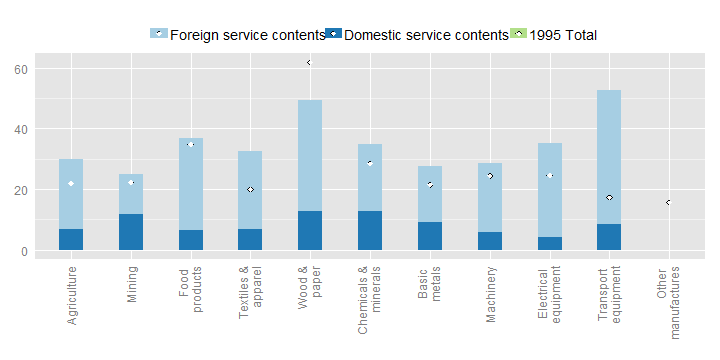 Foreign service contents Domestic service contents 1995 Total
60
40
20
0
Agriculture
Mining
Food
products
Textiles &
apparel
Wood &
paper
Chemicals &
minerals
Basic
metals
Machinery
Electrical
equipment
Transport
equipment
Other
manufactures